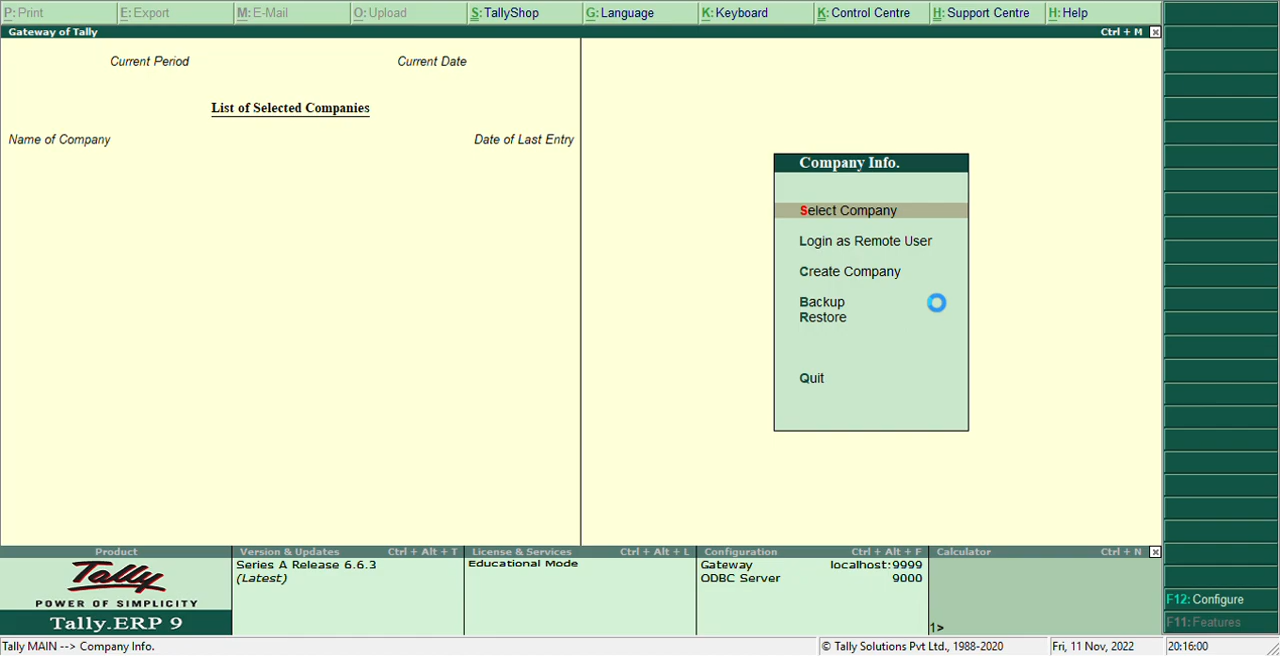 P: Print E: Export M: E-Mail O: Upload S: TallyShop G: Language K: Keyboard K: Control Centre H: Support Centre H: Help
Gateway of Tally Ctrl + M x
Current Period Current Date
List of Selected Companies
Name of Company Date of Last Entry
Company Info.
Select Company
Login as Remote User
Create Company
Backup
Restore
Quit
Product Version & Updates Ctrl + Alt + T License & Services Ctrl + Alt + L Configuration Ctrl + Alt + F Calculator Ctrl + N x
Tally
POWER OF SIMPLICITY
Tally.ERP 9
Series A Release 6.6.3
(Latest)
Educational Mode
Gateway localhost:9999
ODBC Server 9000
1>
F12: Configure
F11: Features
Tally MAIN --> Company Info. © Tally Solutions Pvt Ltd., 1988-2020 Fri, 11 Nov, 2022 20:16:00